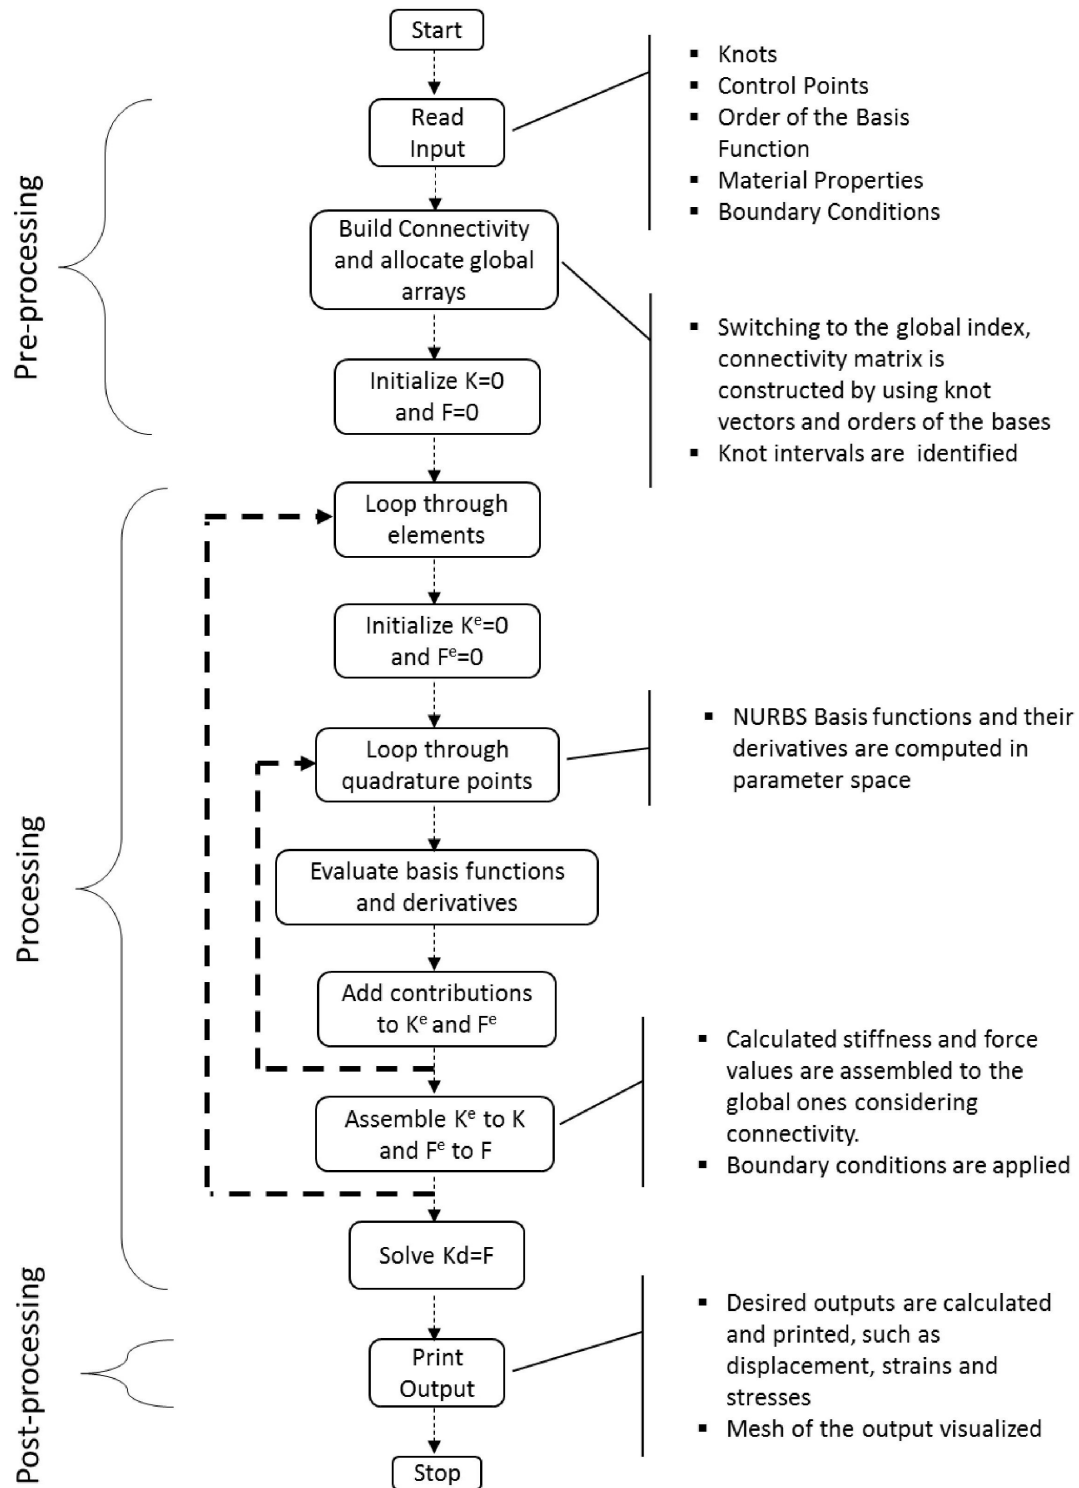 Start
Read
Input
▪ Knots
▪ Control Points
▪ Order of the Basis
Function
▪ Material Properties
▪ Boundary Conditions
Pre-processing
Build Connectivity
and allocate global
arrays
▪ Switching to the global index,
connectivity matrix is
constructed by using knot
vectors and orders of the bases
▪ Knot intervals are identified
Initialize K=0
and F=0
Processing
Loop through
elements
Initialize Kᵉ=0
and Fᵉ=0
Loop through
quadrature points
▪ NURBS Basis functions and their
derivatives are computed in
parameter space
Evaluate basis functions
and derivatives
Add contributions
to Kᵉ and Fᵉ
Assemble Kᵉ to K
and Fᵉ to F
▪ Calculated stiffness and force
values are assembled to the
global ones considering
connectivity.
▪ Boundary conditions are applied
Solve Kd=F
Post-processing
Print
Output
▪ Desired outputs are calculated
and printed, such as
displacement, strains and
stresses
▪ Mesh of the output visualized
Stop